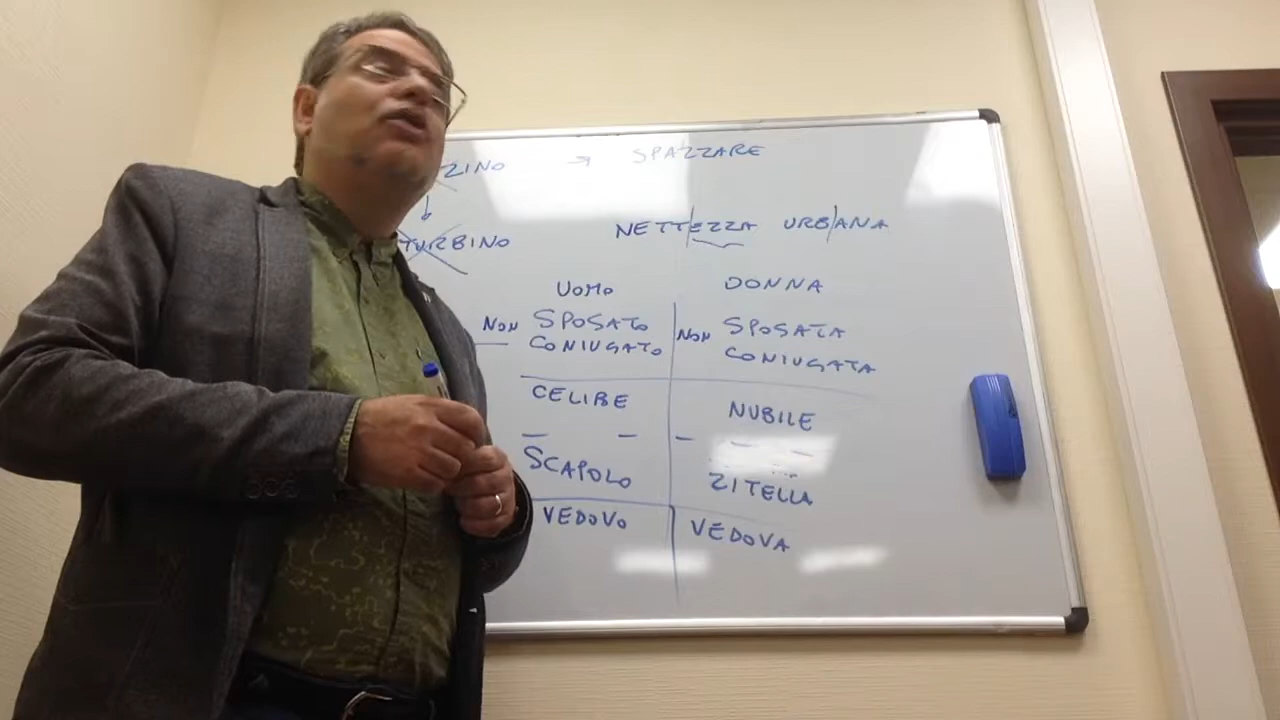 ZINO → SPAZZARE
TURBINO
NETTEZZA URBANA
UOMO DONNA
NON SPOSATO NON SPOSATA
CONIUGATO CONIUGATA
CELIBE NUBILE
SCAPOLO ZITELLA
VEDOVO VEDOVA